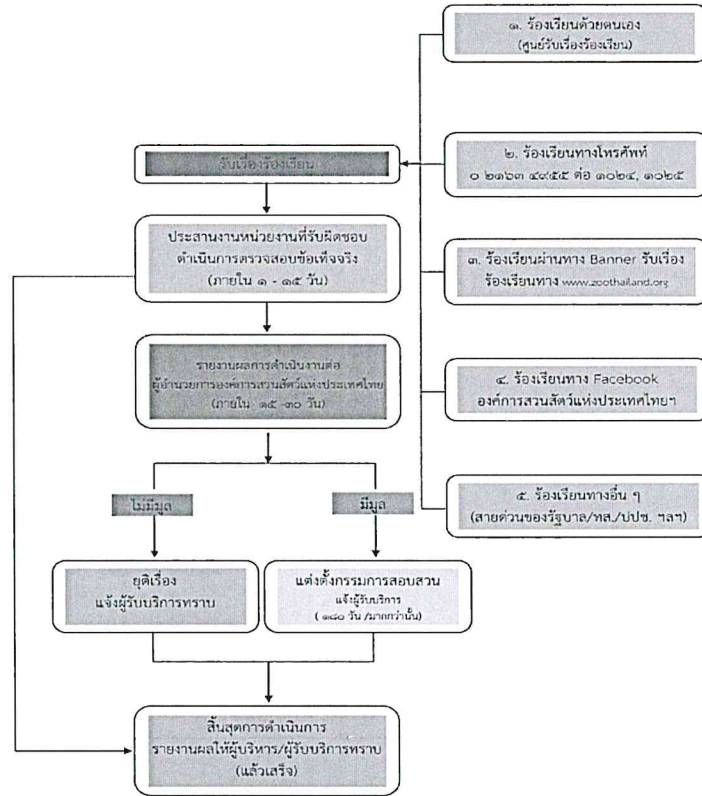 ๑. ร้องเรียนด้วยตนเอง
(ศูนย์รับเรื่องร้องเรียน)
รับเรื่องร้องเรียน
๒. ร้องเรียนทางโทรศัพท์
๐ ๒๑๖๓ ๔๙๕๕ ต่อ ๑๐๒๔, ๑๐๒๕
ประสานงานหน่วยงานที่รับผิดชอบ
ดำเนินการตรวจสอบข้อเท็จจริง
(ภายใน ๑ - ๑๕ วัน)
๓. ร้องเรียนผ่านทาง Banner รับเรื่อง
ร้องเรียนทาง www.zoothailand.org
รายงานผลการดำเนินงานต่อ
ผู้อำนวยการองค์การสวนสัตว์แห่งประเทศไทย
(ภายใน ๑๕ -๓๐ วัน)
๔. ร้องเรียนทาง Facebook
องค์การสวนสัตว์แห่งประเทศไทยฯ
๕. ร้องเรียนทางอื่น ๆ
(สายด่วนของรัฐบาล/ทส./ปปช. ฯลฯ)
ไม่มีมูล
มีมูล
ยุติเรื่อง
แจ้งผู้รับบริการทราบ
แต่งตั้งกรรมการสอบสวน
แจ้งผู้รับบริการ
( ๑๘๐ วัน /มากกว่านั้น)
สิ้นสุดการดำเนินการ
รายงานผลให้ผู้บริหาร/ผู้รับบริการทราบ
(แล้วเสร็จ)